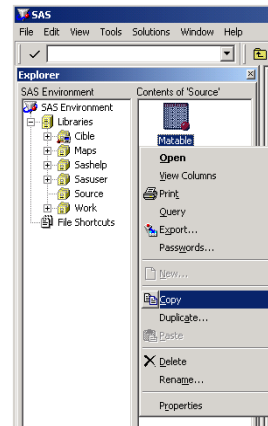 SAS
File Edit View Tools Solutions Window Help
Explorer
SAS Environment
Contents of 'Source'
SAS Environment
Libraries
Cible
Maps
Sashelp
Sasuser
Source
Work
File Shortcuts
Matable
Open
View Columns
Print
Query
Export...
Passwords...
New...
Copy
Duplicate...
Paste
Delete
Rename...
Properties